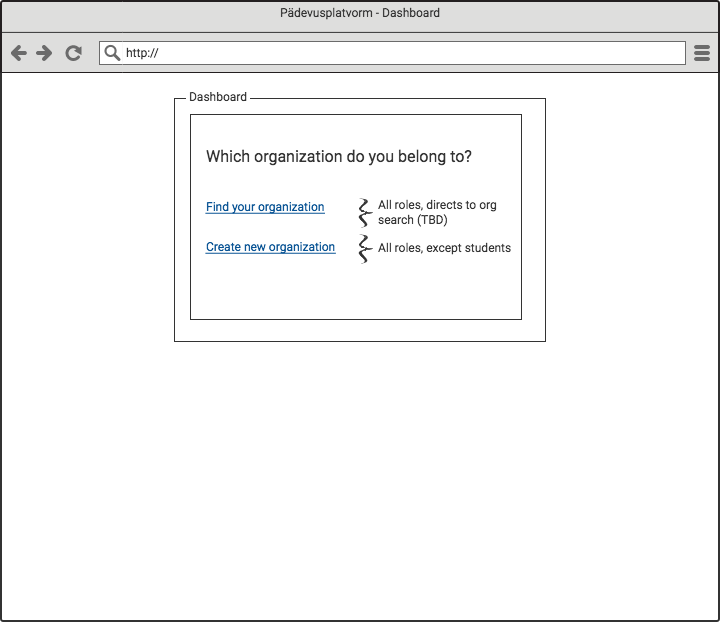 Pädevusplatvorm - Dashboard
http://
Dashboard
Which organization do you belong to?
Find your organization
All roles, directs to org
search (TBD)
Create new organization
All roles, except students